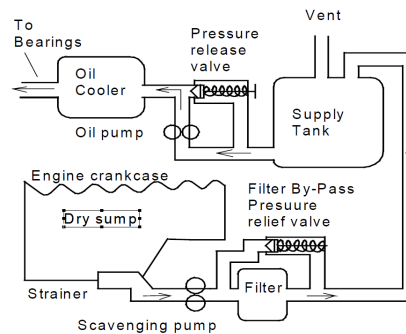 To
Bearings
Pressure
release
valve
Vent
Oil
Cooler
Supply
Tank
Oil pump
Engine crankcase
Dry sump
Filter By-Pass
Presuure
relief valve
Strainer
Filter
Scavenging pump